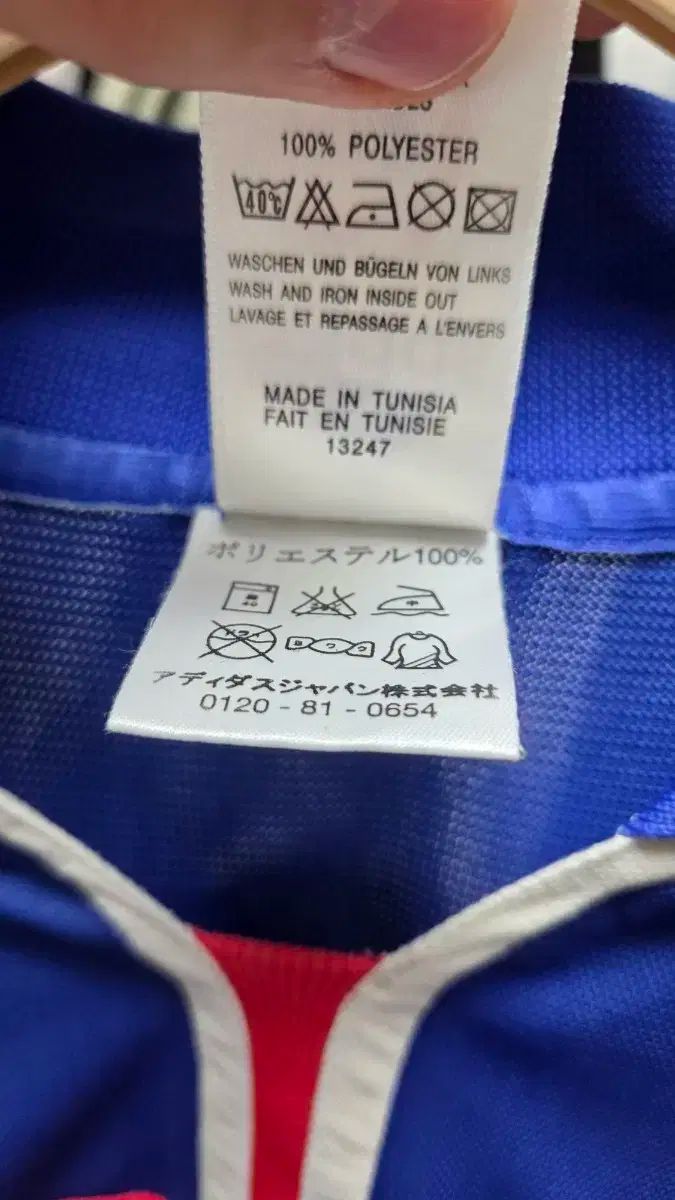 100% POLYESTER
40°C
WASCHEN UND BÜGELN VON LINKS
WASH AND IRON INSIDE OUT
LAVAGE ET REPASSAGE A L'ENVERS
MADE IN TUNISIA
FAIT EN TUNISIE
13247
ポリエステル100%
アディダスジャパン株式会社
0120 - 81 - 0654